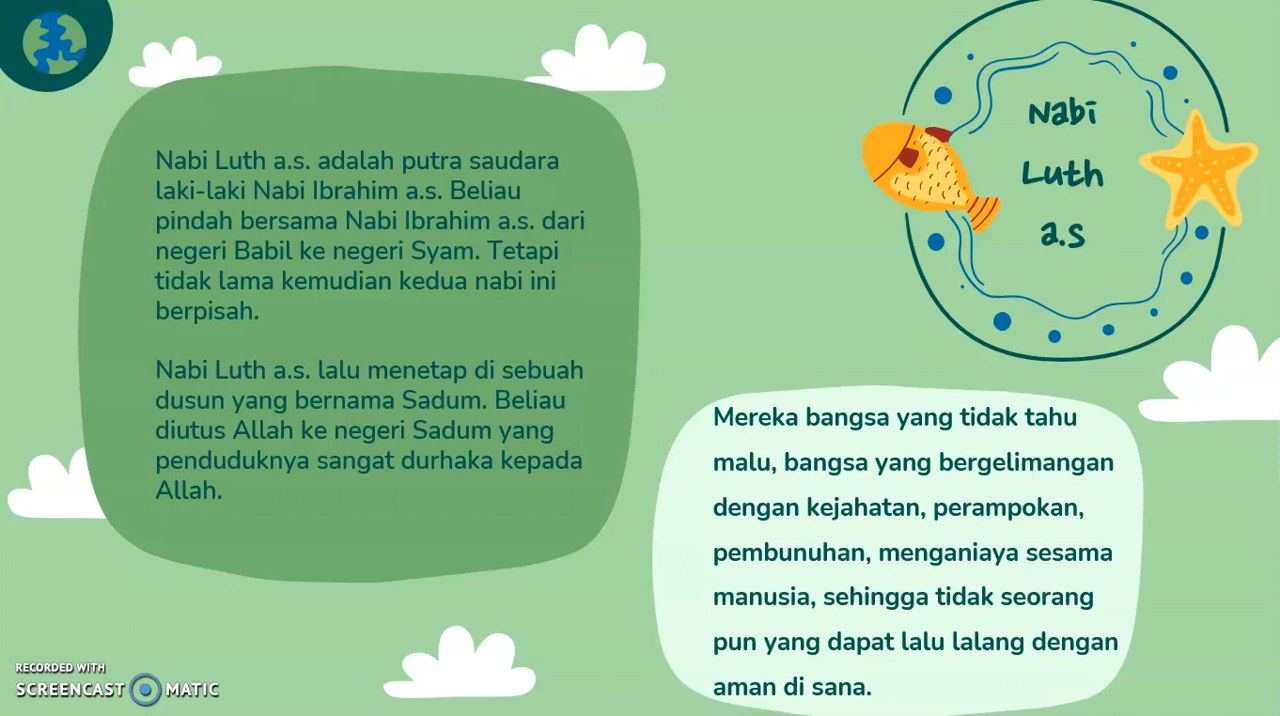 Nabi
Luth
a.s
Nabi Luth a.s. adalah putra saudara
laki-laki Nabi Ibrahim a.s. Beliau
pindah bersama Nabi Ibrahim a.s. dari
negeri Babil ke negeri Syam. Tetapi
tidak lama kemudian kedua nabi ini
berpisah.
Nabi Luth a.s. lalu menetap di sebuah
dusun yang bernama Sadum. Beliau
diutus Allah ke negeri Sadum yang
penduduknya sangat durhaka kepada
Allah.
Mereka bangsa yang tidak tahu
malu, bangsa yang bergelimangan
dengan kejahatan, perampokan,
pembunuhan, menganiaya sesama
manusia, sehingga tidak seorang
pun yang dapat lalu lalang dengan
aman di sana.
RECORDED WITH
SCREENCAST MATIC